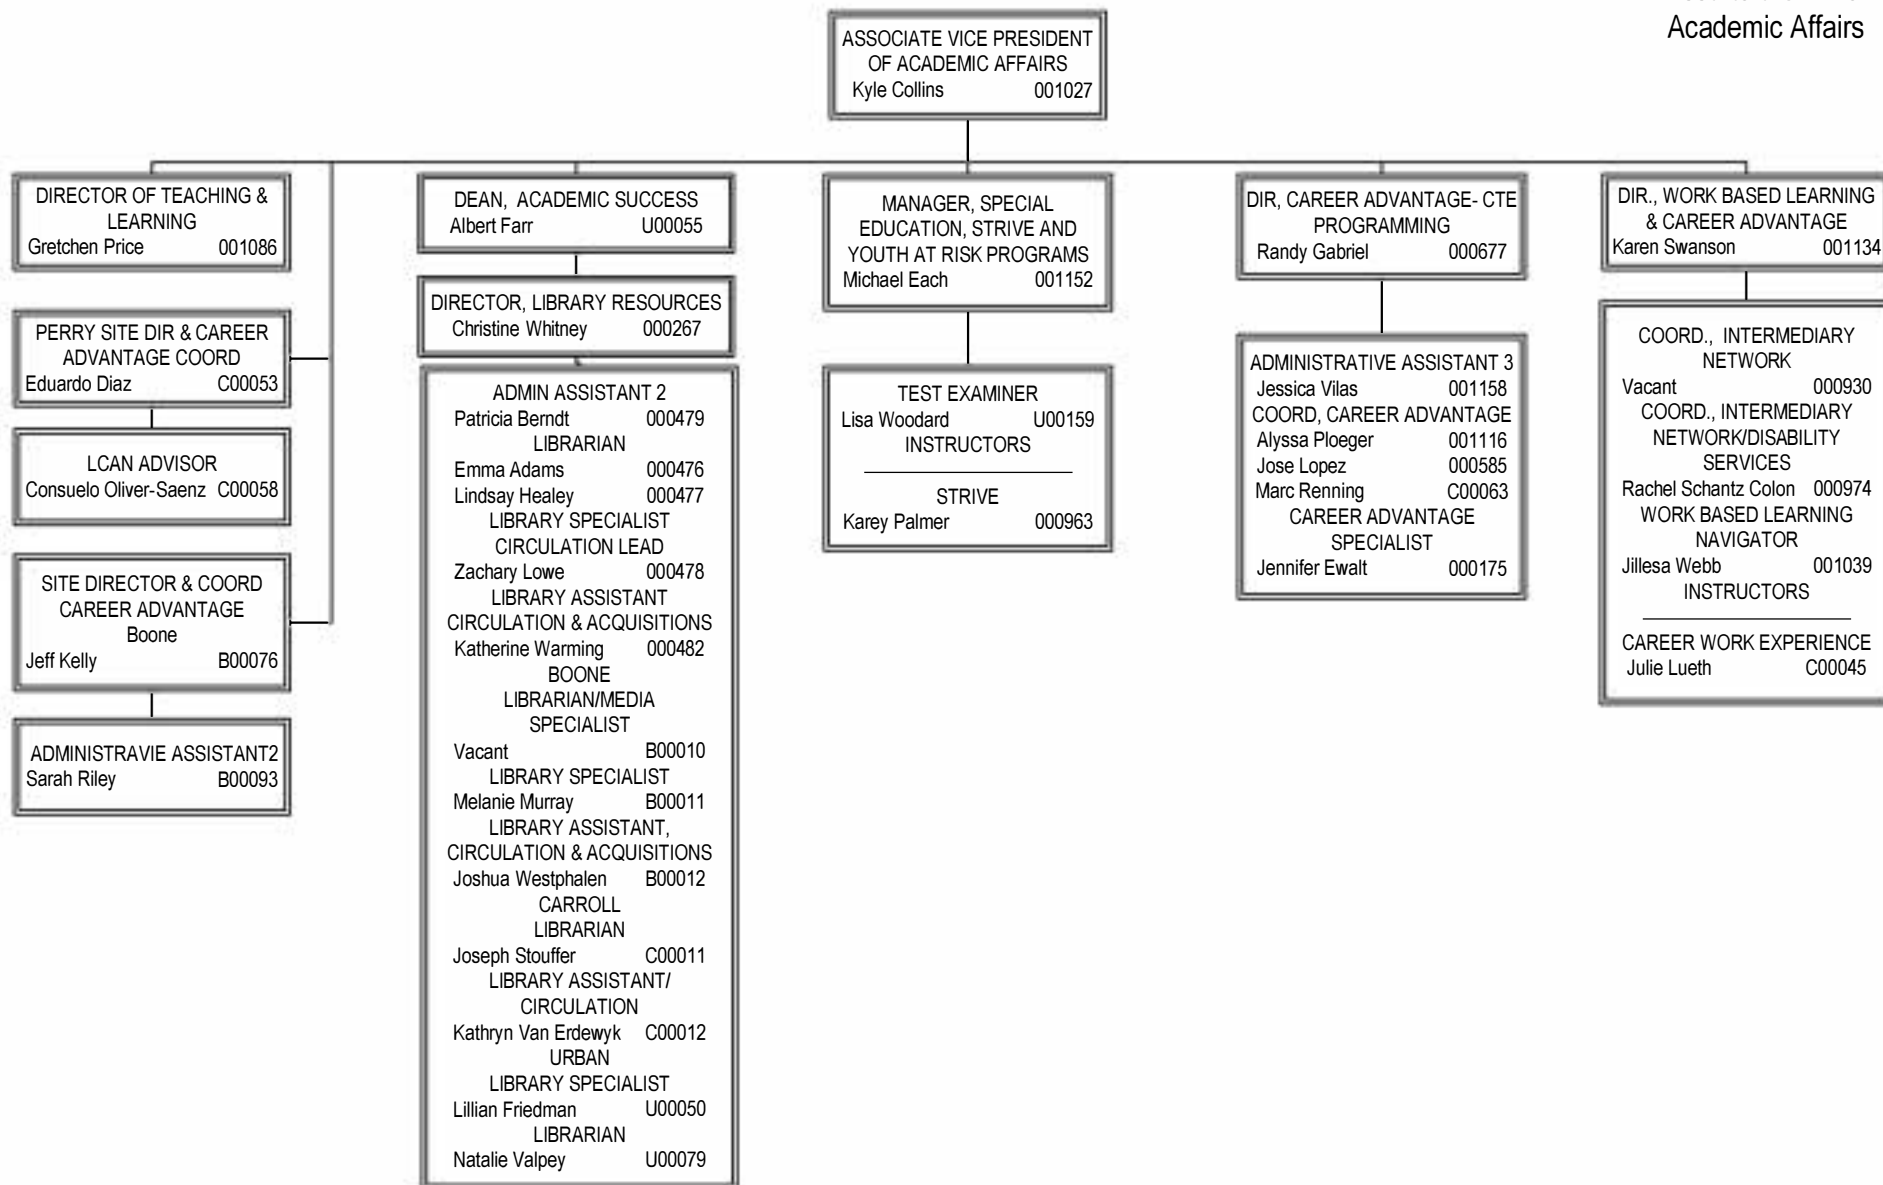 Academic Affairs
ASSOCIATE VICE PRESIDENT
OF ACADEMIC AFFAIRS
Kyle Collins 001027
DIRECTOR OF TEACHING &
LEARNING
Gretchen Price 001086
PERRY SITE DIR & CAREER
ADVANTAGE COORD
Eduardo Diaz C00053
LCAN ADVISOR
Consuelo Oliver-Saenz C00058
SITE DIRECTOR & COORD
CAREER ADVANTAGE
Boone
Jeff Kelly B00076
ADMINISTRAVIE ASSISTANT2
Sarah Riley B00093
DEAN, ACADEMIC SUCCESS
Albert Farr U00055
DIRECTOR, LIBRARY RESOURCES
Christine Whitney 000267
ADMIN ASSISTANT 2
Patricia Berndt 000479
LIBRARIAN
Emma Adams 000476
Lindsay Healey 000477
LIBRARY SPECIALIST
CIRCULATION LEAD
Zachary Lowe 000478
LIBRARY ASSISTANT
CIRCULATION & ACQUISITIONS
Katherine Warming 000482
BOONE
LIBRARIAN/MEDIA
SPECIALIST
Vacant B00010
LIBRARY SPECIALIST
Melanie Murray B00011
LIBRARY ASSISTANT,
CIRCULATION & ACQUISITIONS
Joshua Westphalen B00012
CARROLL
LIBRARIAN
Joseph Stouffer C00011
LIBRARY ASSISTANT/
CIRCULATION
Kathryn Van Erdewyk C00012
URBAN
LIBRARY SPECIALIST
Lillian Friedman U00050
LIBRARIAN
Natalie Valpey U00079
MANAGER, SPECIAL
EDUCATION, STRIVE AND
YOUTH AT RISK PROGRAMS
Michael Each 001152
TEST EXAMINER
Lisa Woodard U00159
INSTRUCTORS
STRIVE
Karey Palmer 000963
DIR, CAREER ADVANTAGE- CTE
PROGRAMMING
Randy Gabriel 000677
ADMINISTRATIVE ASSISTANT 3
Jessica Vilas 001158
COORD, CAREER ADVANTAGE
Alyssa Ploeger 001116
Jose Lopez 000585
Marc Renning C00063
CAREER ADVANTAGE
SPECIALIST
Jennifer Ewalt 000175
DIR., WORK BASED LEARNING
& CAREER ADVANTAGE
Karen Swanson 001134
COORD., INTERMEDIARY
NETWORK
Vacant 000930
COORD., INTERMEDIARY
NETWORK/DISABILITY
SERVICES
Rachel Schantz Colon 000974
WORK BASED LEARNING
NAVIGATOR
Jillesa Webb 001039
INSTRUCTORS
CAREER WORK EXPERIENCE
Julie Lueth C00045